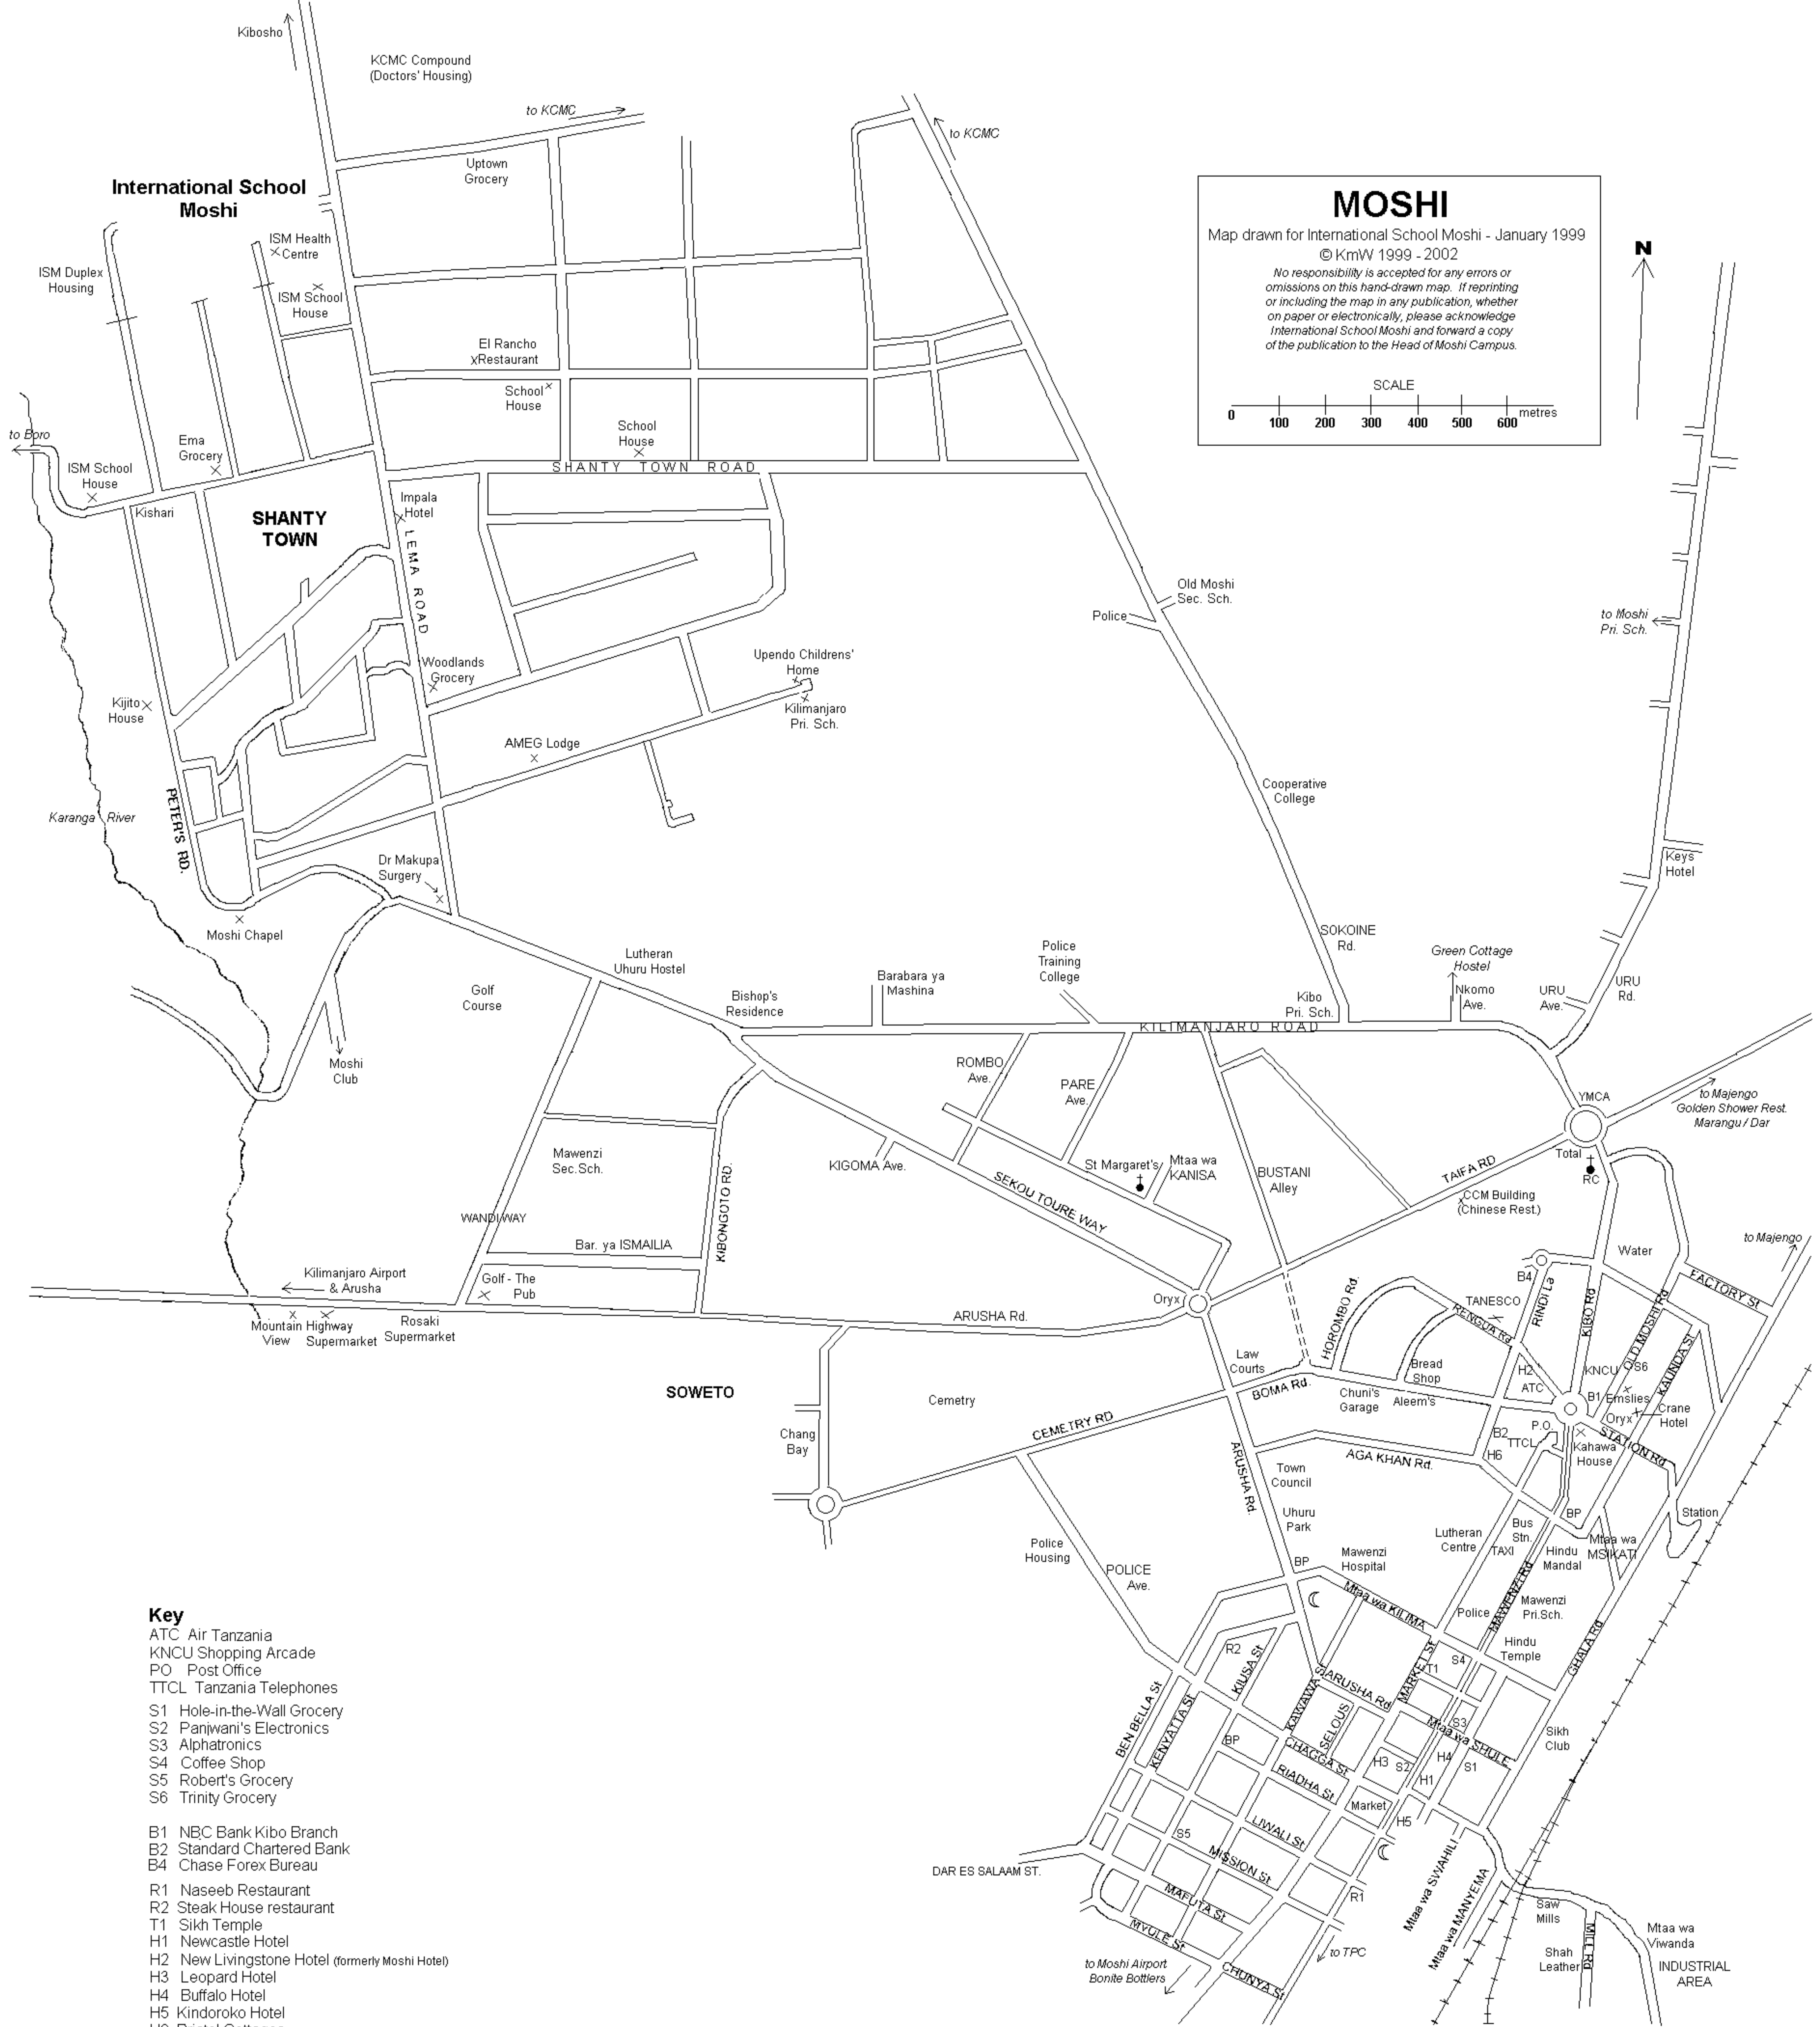 Kibosho
KCMC Compound
(Doctors' Housing)
to KCMC
to KCMC
Uptown
Grocery
International School
Moshi
MOSHI
Map drawn for International School Moshi - January 1999
© KmW 1999 - 2002
No responsibility is accepted for any errors or
omissions on this hand-drawn map. If reprinting
or including the map in any publication, whether
on paper or electronically, please acknowledge
International School Moshi and forward a copy
of the publication to the Head of Moshi Campus.
SCALE
0 100 200 300 400 500 600 metres
N
ISM Health
Centre
ISM Duplex
Housing
ISM School
House
El Rancho
xRestaurant
School
House
School
House
to Boro
Ema
Grocery
ISM School
House
SHANTY TOWN ROAD
Kishari
SHANTY
TOWN
Impala
Hotel
LEMA ROAD
Old Moshi
Sec. Sch.
Police
to Moshi
Pri. Sch.
Woodlands
Grocery
Upendo Childrens'
Home
Kijito
House
Kilimanjaro
Pri. Sch.
AMEG Lodge
Cooperative
College
PETER'S RD.
Karanga River
Dr Makupa
Surgery
Keys
Hotel
Moshi Chapel
SOKOINE
Rd.
Lutheran
Uhuru Hostel
Police
Training
College
Green Cottage
Hostel
Golf
Course
Bishop's
Residence
Barabara ya
Mashina
Kibo
Pri. Sch.
Nkomo
Ave.
URU
Ave.
URU
Rd.
KILIMANJARO ROAD
Moshi
Club
ROMBO
Ave.
PARE
Ave.
YMCA
to Majengo
Golden Shower Rest.
Marangu / Dar
Mawenzi
Sec.Sch.
KIGOMA Ave.
St Margaret's
Mtaa wa
KANISA
BUSTANI
Alley
TAIFA RD
Total
RC
SEKOU TOURE WAY
CCM Building
(Chinese Rest.)
WANDI WAY
KIBONGOTO RD.
Bar. ya ISMAILIA
Water
to Majengo
Kilimanjaro Airport
& Arusha
Golf - The
Pub
Oryx
B4
FACTORY St
Mountain
View
Highway
Supermarket
Rosaki
Supermarket
ARUSHA Rd.
HOROMBO Rd.
TANESCO
RENGUA Rd
RINDI La
KIBO Rd
OLD MOSHI Rd
KAUNDA St
SOWETO
Cemetry
Law
Courts
BOMA Rd.
Bread
Shop
Chuni's
Garage
Aleem's
H2
ATC
KNCU
S6
B1
Emslies
Oryx
Crane
Hotel
Chang
Bay
CEMETRY RD
P.O.
B2
TTCL
H6
Kahawa
House
STATION Rd
ARUSHA Rd.
AGA KHAN Rd.
Town
Council
Uhuru
Park
BP
Station
Police
Housing
POLICE
Ave.
BP
Mawenzi
Hospital
Lutheran
Centre
Bus
Stn.
TAXI
Hindu
Mandal
Mtaa wa
MSIKATI
Mtaa wa KILIMA
Police
MAWENZI Rd
Mawenzi
Pri.Sch.
Hindu
Temple
GHALA Rd
R2
KIUSA St
KAWAWA St
ARUSHA Rd
MARKET St
T1
S4
BEN BELLA St
KENYATTA St
SELOUS
BP
CHAGGA St
S3
Mtaa wa SHULE
Sikh
Club
H3
S2
H4
S1
H1
RIADHA St
Market
H5
S5
LIWALI St
MISSION St
DAR ES SALAAM ST.
MAFUTA St
R1
Mtaa wa SWAHILI
Mtaa wa MANYEMA
MVULE St
to TPC
to Moshi Airport
Bonite Bottlers
CHUNYA St
Saw
Mills
MILL Rd
Shah
Leather
Mtaa wa
Viwanda
INDUSTRIAL
AREA
Key
ATC Air Tanzania
KNCU Shopping Arcade
PO Post Office
TTCL Tanzania Telephones
S1 Hole-in-the-Wall Grocery
S2 Panjwani's Electronics
S3 Alphatronics
S4 Coffee Shop
S5 Robert's Grocery
S6 Trinity Grocery
B1 NBC Bank Kibo Branch
B2 Standard Chartered Bank
B4 Chase Forex Bureau
R1 Naseeb Restaurant
R2 Steak House restaurant
T1 Sikh Temple
H1 Newcastle Hotel
H2 New Livingstone Hotel (formerly Moshi Hotel)
H3 Leopard Hotel
H4 Buffalo Hotel
H5 Kindoroko Hotel